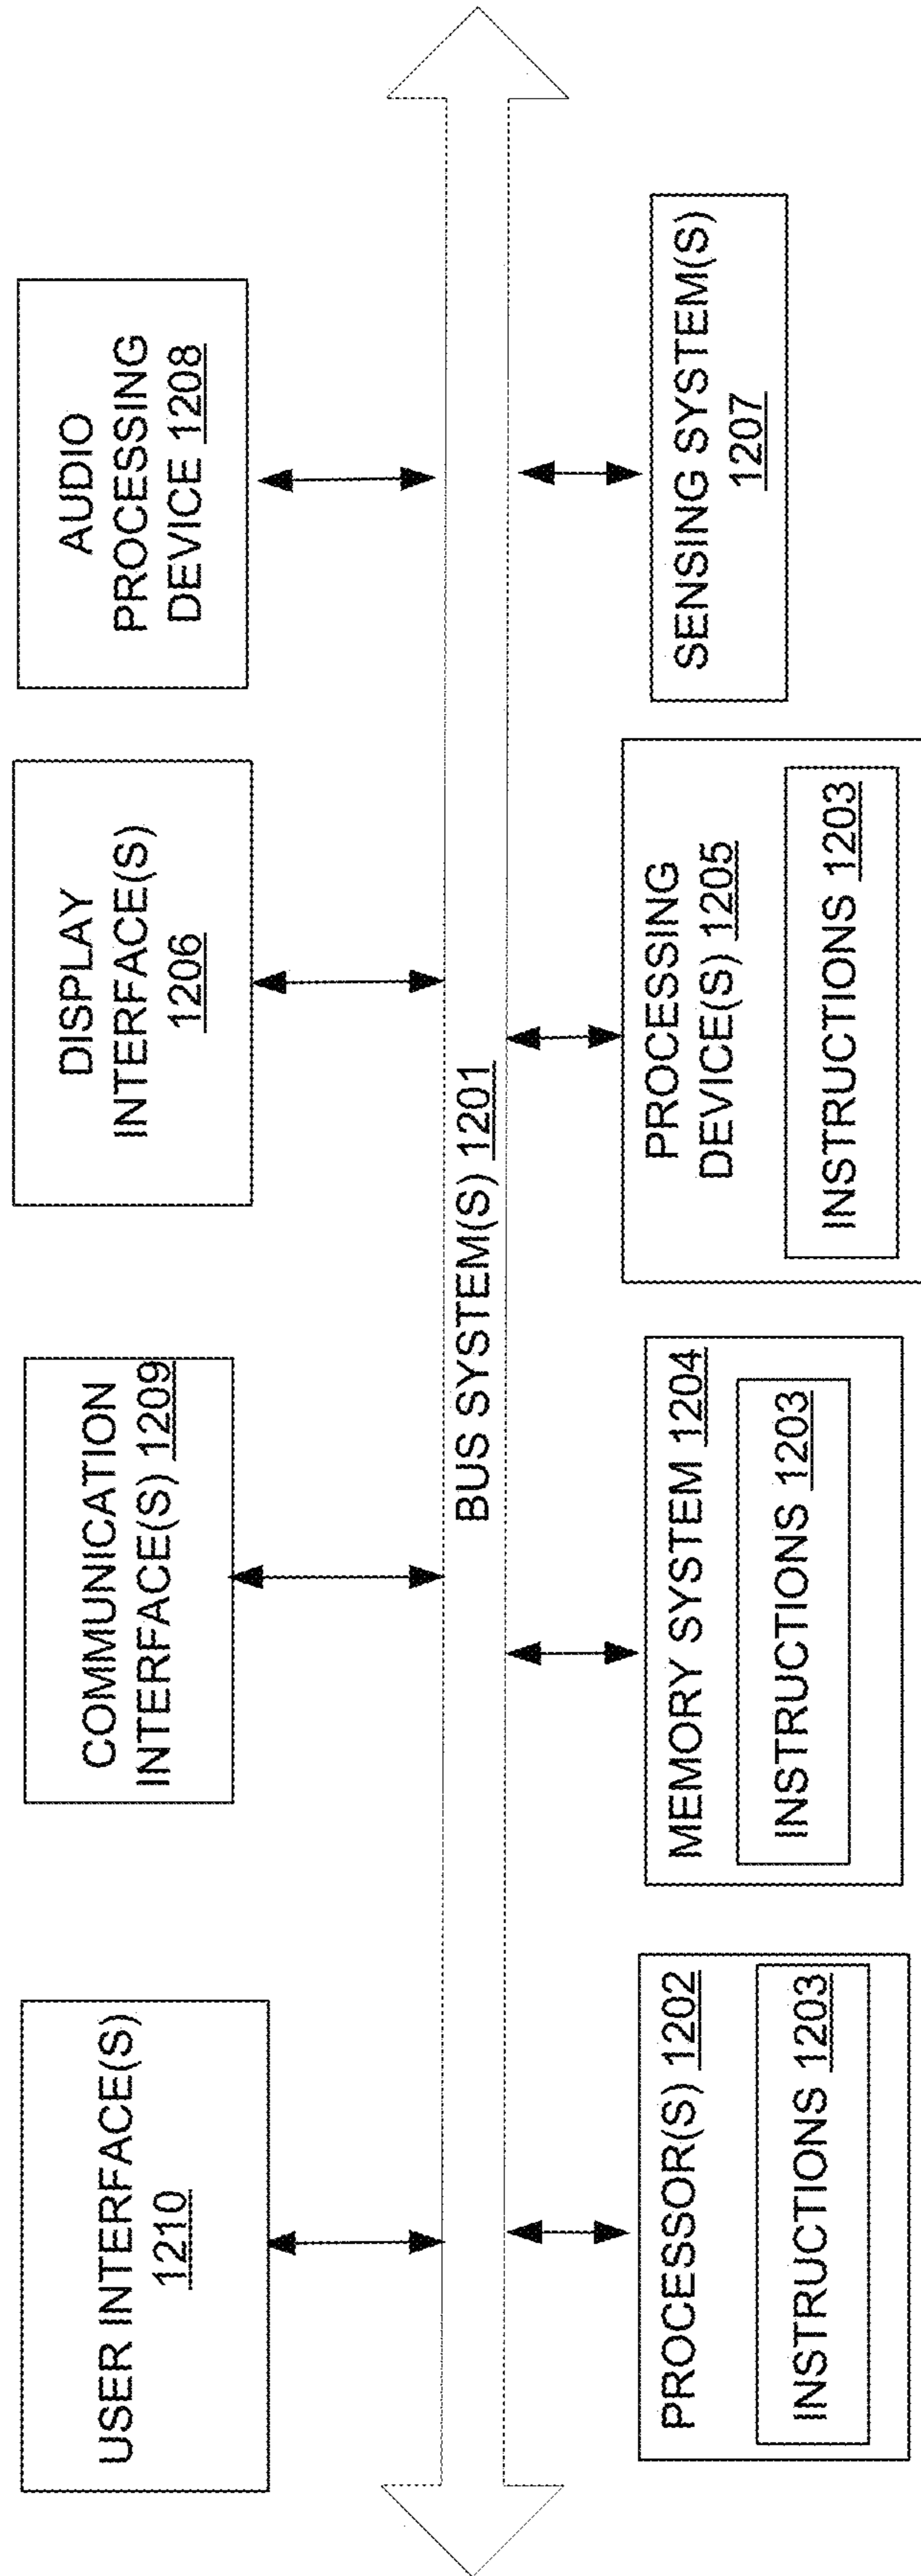 USER INTERFACE(S)
1210
COMMUNICATION
INTERFACE(S) 1209
DISPLAY
INTERFACE(S)
1206
AUDIO
PROCESSING
DEVICE 1208
BUS SYSTEM(S) 1201
PROCESSOR(S) 1202
INSTRUCTIONS 1203
MEMORY SYSTEM 1204
INSTRUCTIONS 1203
PROCESSING
DEVICE(S) 1205
INSTRUCTIONS 1203
SENSING SYSTEM(S)
1207